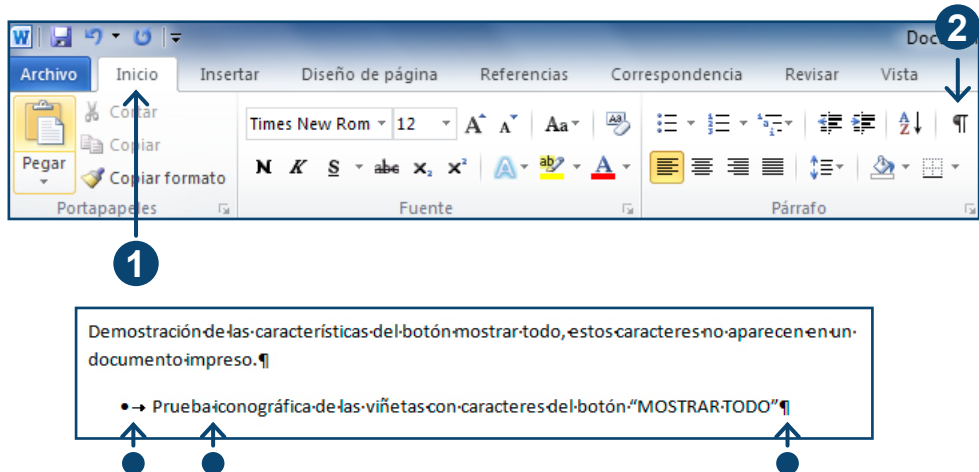 W
2
Doc
Archivo Inicio Insertar Diseño de página Referencias Correspondencia Revisar Vista
Cortar
Times New Rom 12 A A Aa
Copiar
Pegar
Copiar formato
N K S abc x₂ x² A ab A
Portapapeles Fuente Párrafo
1
Demostración·de·las·características·del·botón·mostrar·todo,·estos·caracteres·no·aparecen·en·un·
documento·impreso.¶
•→ Prueba·iconográfica·de·las·viñetas·con·caracteres·del·botón·“MOSTRAR·TODO”¶